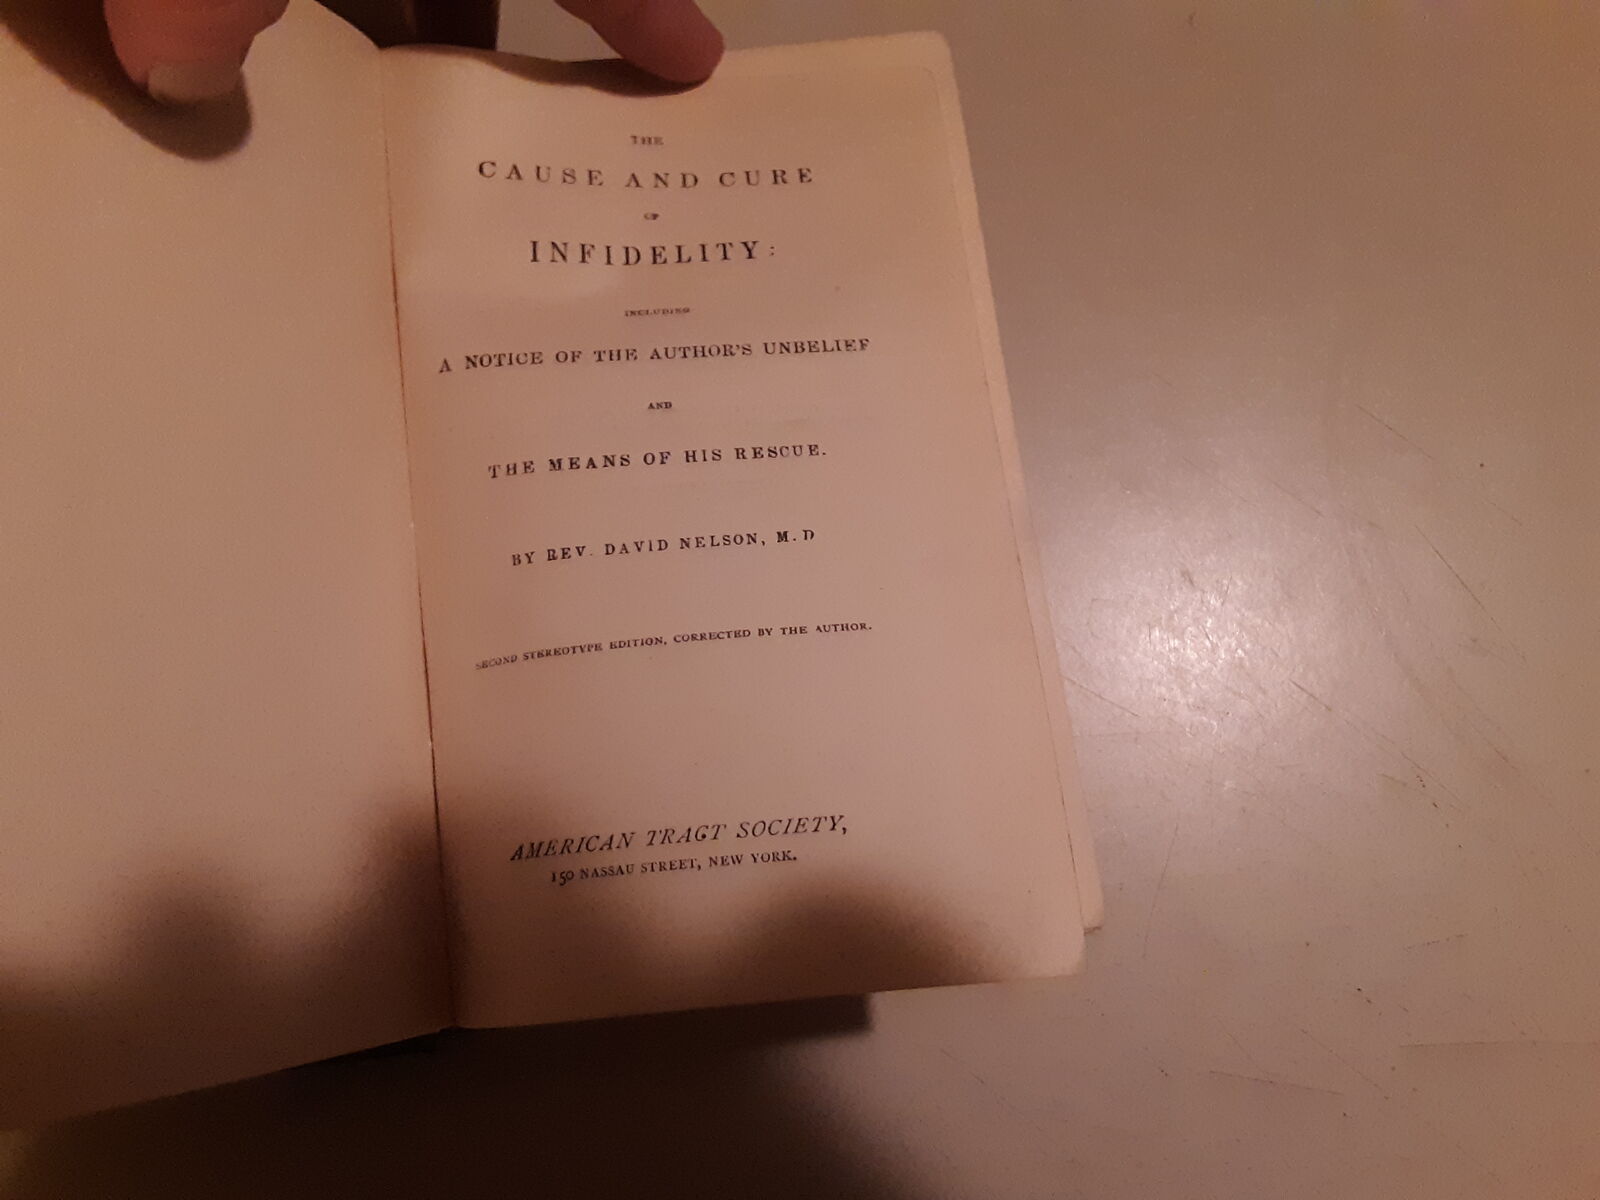 THE
CAUSE AND CURE
OF
INFIDELITY:
INCLUDING
A NOTICE OF THE AUTHOR'S UNBELIEF
AND
THE MEANS OF HIS RESCUE.
BY REV. DAVID NELSON, M.D
SECOND STEREOTYPE EDITION, CORRECTED BY THE AUTHOR.
AMERICAN TRACT SOCIETY,
150 NASSAU STREET, NEW YORK.